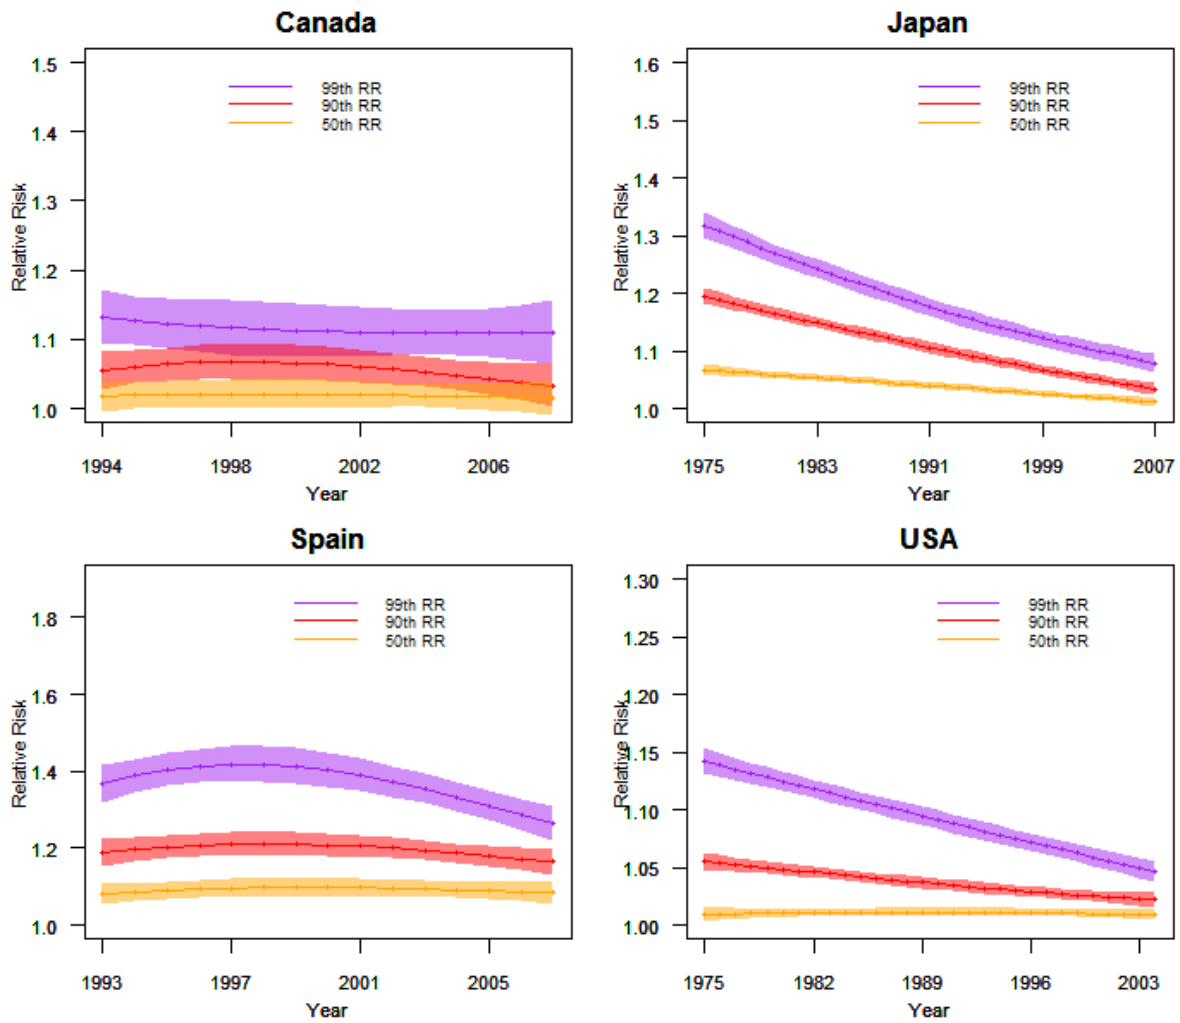 Canada
1.5
1.4
1.3
1.2
1.1
1.0
Relative Risk
99th RR
90th RR
50th RR
1994 1998 2002 2006
Year
Japan
1.6
1.5
1.4
1.3
1.2
1.1
1.0
Relative Risk
99th RR
90th RR
50th RR
1975 1983 1991 1999 2007
Year
Spain
1.8
1.6
1.4
1.2
1.0
Relative Risk
99th RR
90th RR
50th RR
1993 1997 2001 2005
Year
USA
1.30
1.25
1.20
1.15
1.10
1.05
1.00
Relative Risk
99th RR
90th RR
50th RR
1975 1982 1989 1996 2003
Year